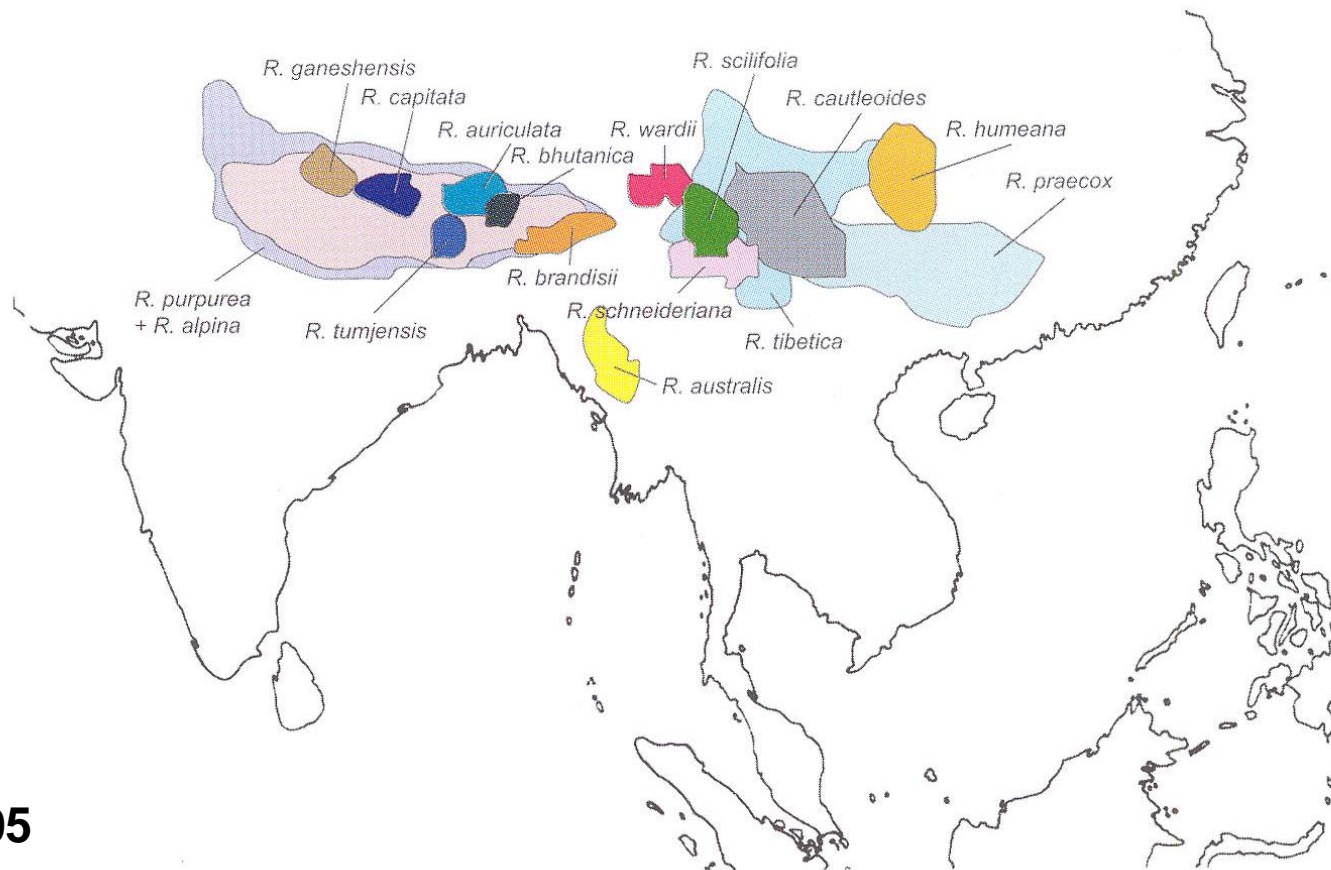 R. ganeshensis
R. capitata
R. auriculata
R. bhutanica
R. wardii
R. scilifolia
R. cautleoides
R. humeana
R. praecox
R. purpurea
+ R. alpina
R. tumjensis
R. brandisii
R. schneideriana
R. tibetica
R. australis
05